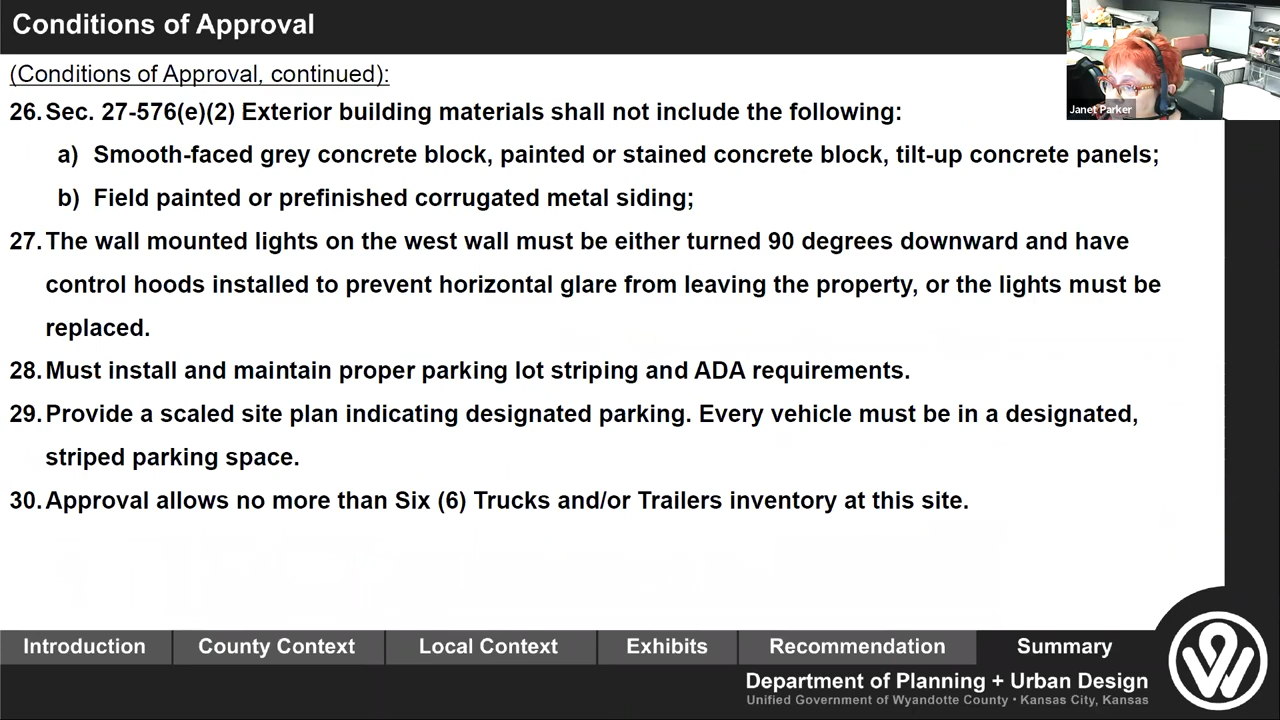 Conditions of Approval
Janet Parker
(Conditions of Approval, continued):
26. Sec. 27-576(e)(2) Exterior building materials shall not include the following:
a) Smooth-faced grey concrete block, painted or stained concrete block, tilt-up concrete panels;
b) Field painted or prefinished corrugated metal siding;
27. The wall mounted lights on the west wall must be either turned 90 degrees downward and have
control hoods installed to prevent horizontal glare from leaving the property, or the lights must be
replaced.
28. Must install and maintain proper parking lot striping and ADA requirements.
29. Provide a scaled site plan indicating designated parking. Every vehicle must be in a designated,
striped parking space.
30. Approval allows no more than Six (6) Trucks and/or Trailers inventory at this site.
Introduction County Context Local Context Exhibits Recommendation Summary
Department of Planning + Urban Design
Unified Government of Wyandotte County • Kansas City, Kansas